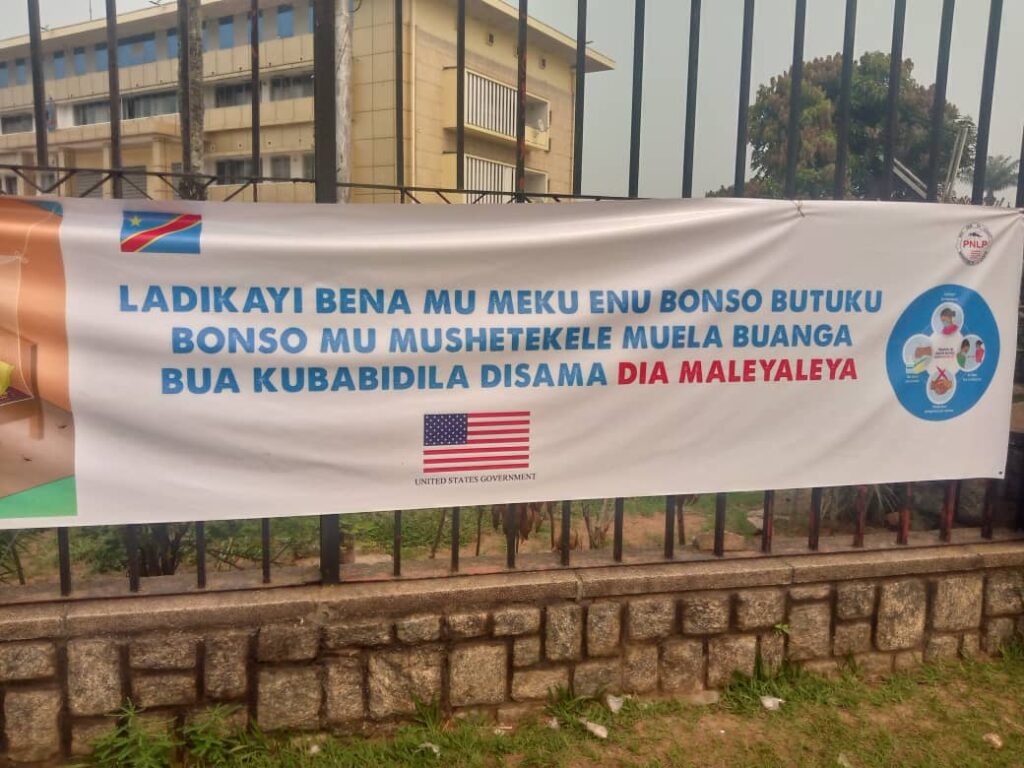 LADIKAYI BENA MU MEKU ENU BONSO BUTUKU
BONSO MU MUSHETEKELE MUELA BUANGA
BUA KUBABIDILA DISAMA DIA MALEYALEYA
UNITED STATES GOVERNMENT
PNLP